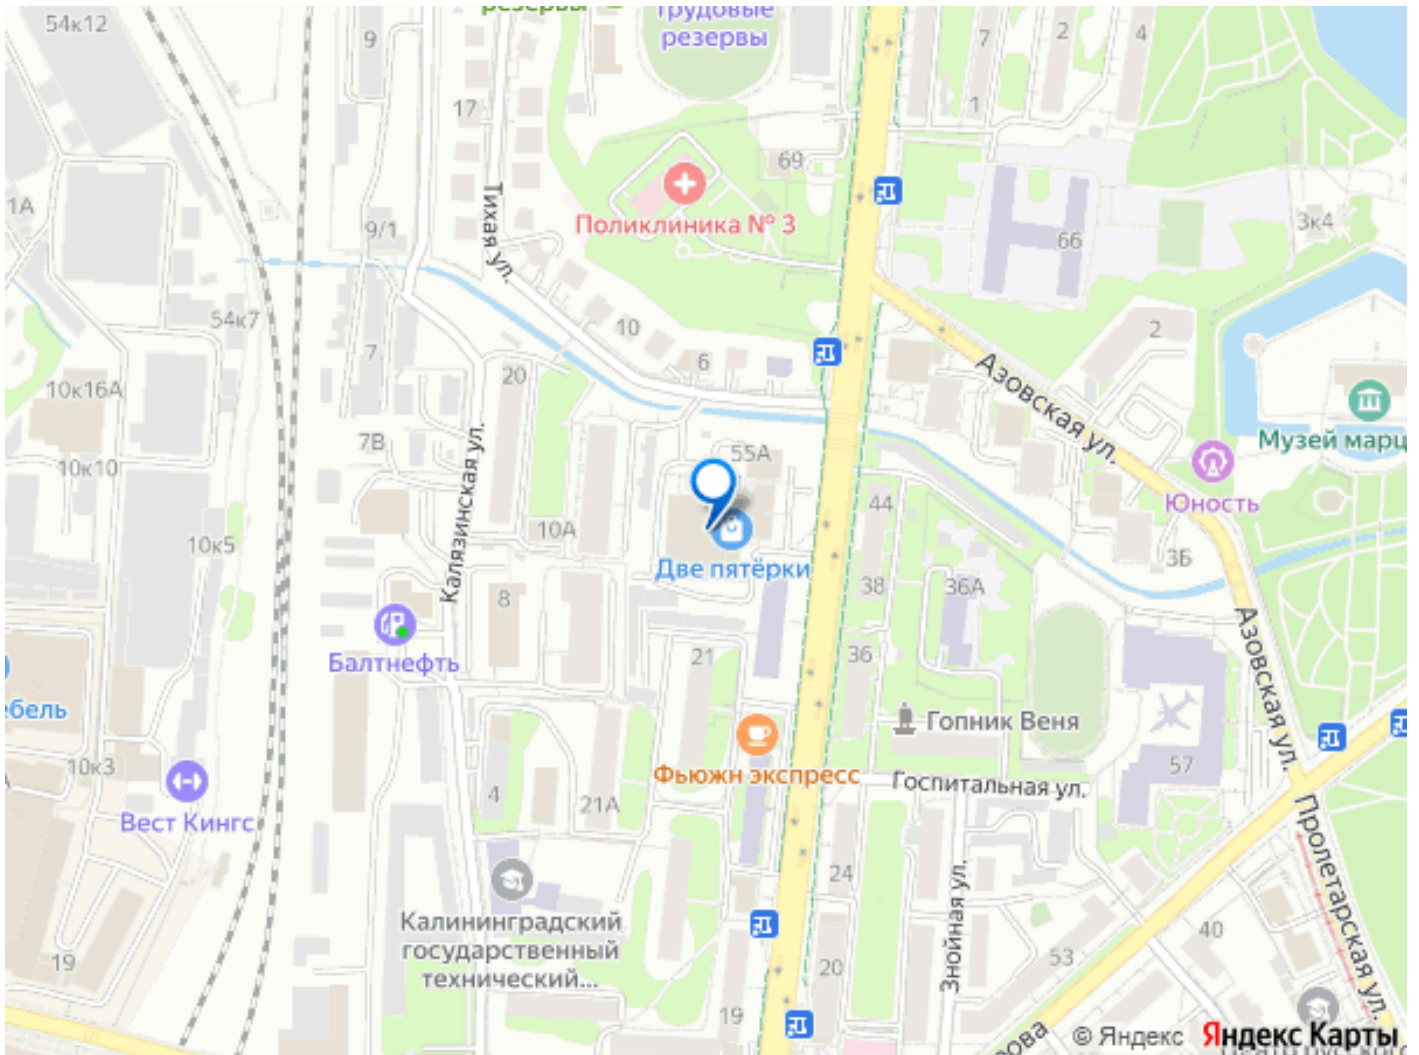 54к12
резервы
Трудовые
резервы
9
7
2
4
17
1
69
1А
Тихая ул.
9/1
Поликлиника № 3
66
3к4
54к7
10
2
7
6
20
10к16А
Азовская ул.
Музей марц
7В
55А
10к10
Юность
Калязинская ул.
44
10А
10к5
3Б
Две пятёрки
38
36А
8
Азовская ул.
Балтнефть
21
36
ебель
Гопник Веня
10к3
Фьюжн экспресс
57
Госпитальная ул.
4
21А
Вест Кингс
Пролетарская ул.
24
Знойная ул.
Калининградский
государственный
технический...
40
19
53
20
19
ова
© Яндекс
Яндекс Карты